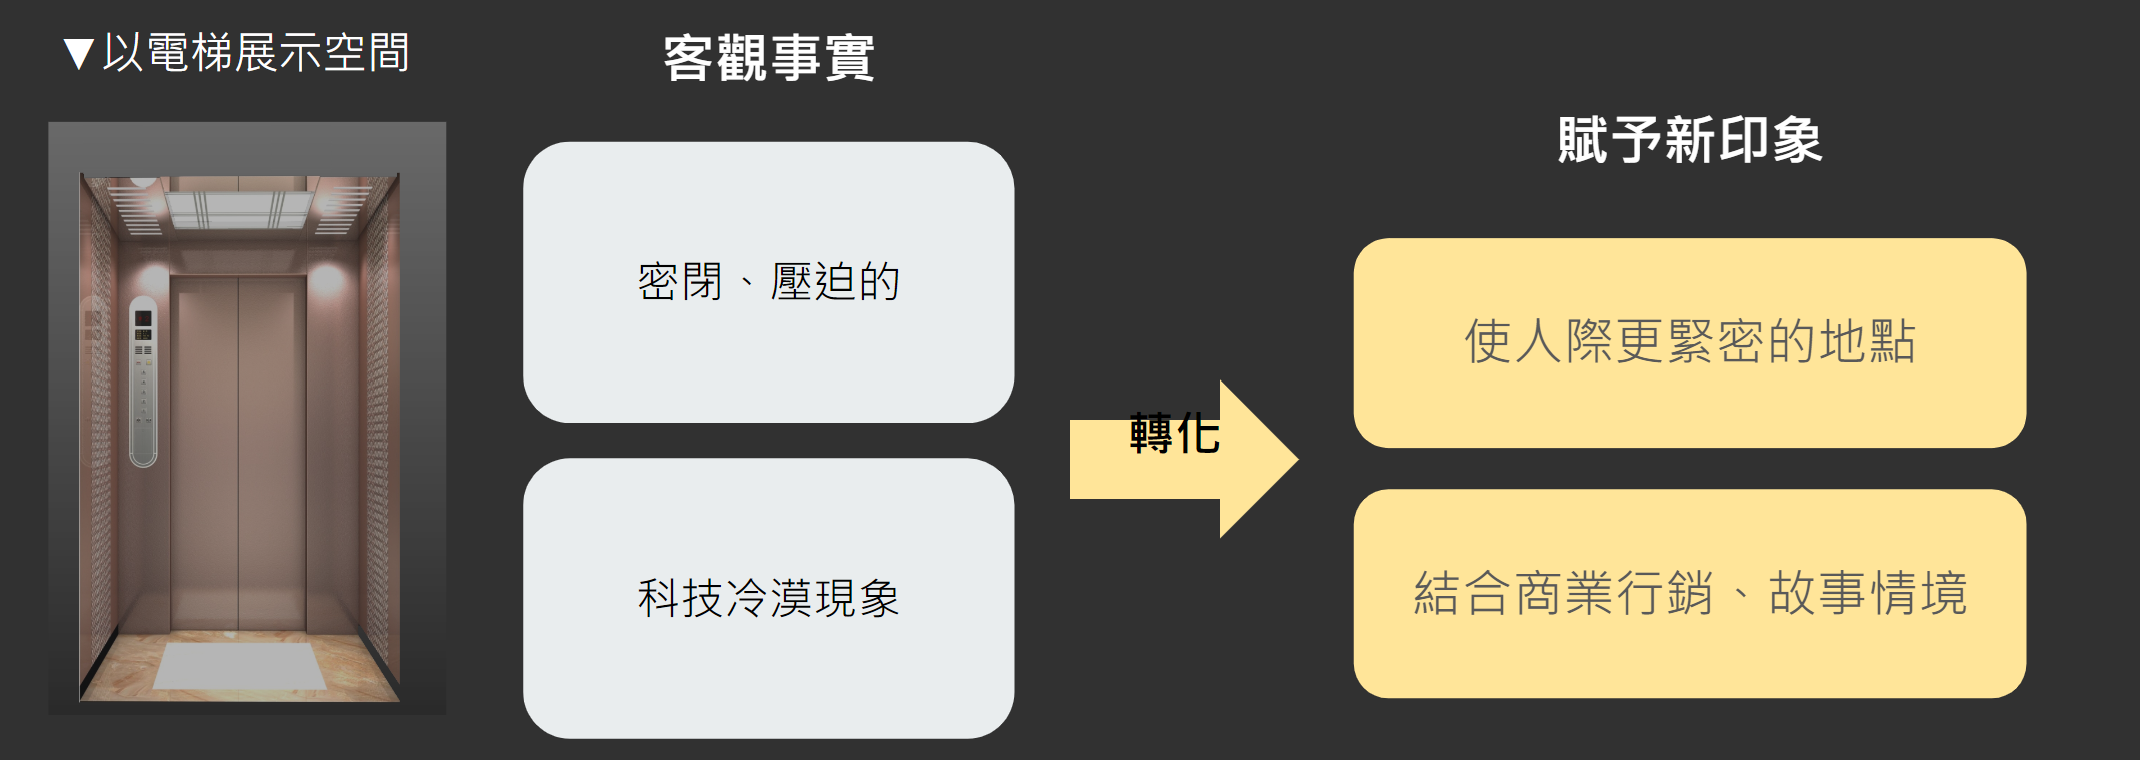 ▼以電梯展示空間
客觀事實
密閉、壓迫的
科技冷漠現象
轉化
賦予新印象
使人際更緊密的地點
結合商業行銷、故事情境